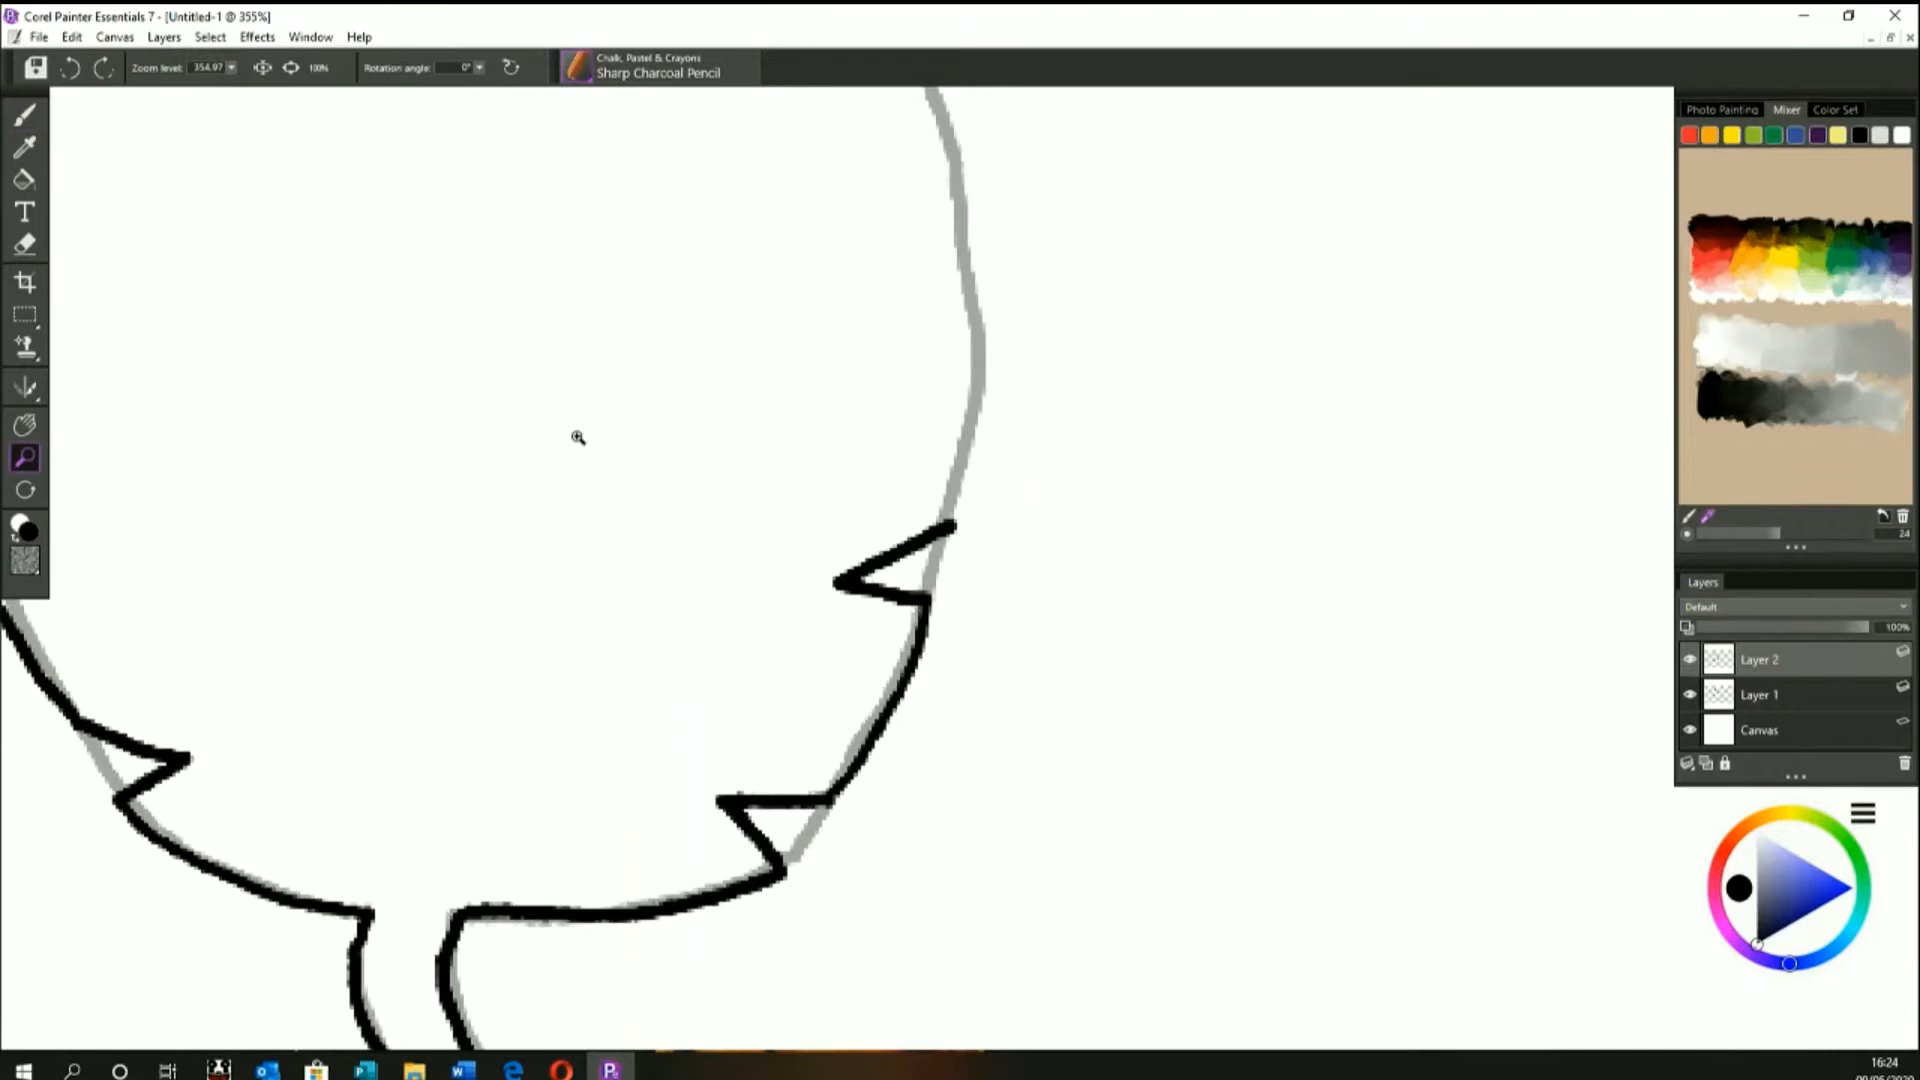 Corel Painter Essentials 7 - [Untitled-1 @ 355%]
File Edit Canvas Layers Select Effects Window Help
Zoom level: 354.97 100% Rotation angle: 0° Chalk, Pastel & Crayons
Sharp Charcoal Pencil
Photo Painting Mixer Color Set
24
Layers
Default
100%
Layer 2
Layer 1
Canvas
16:24